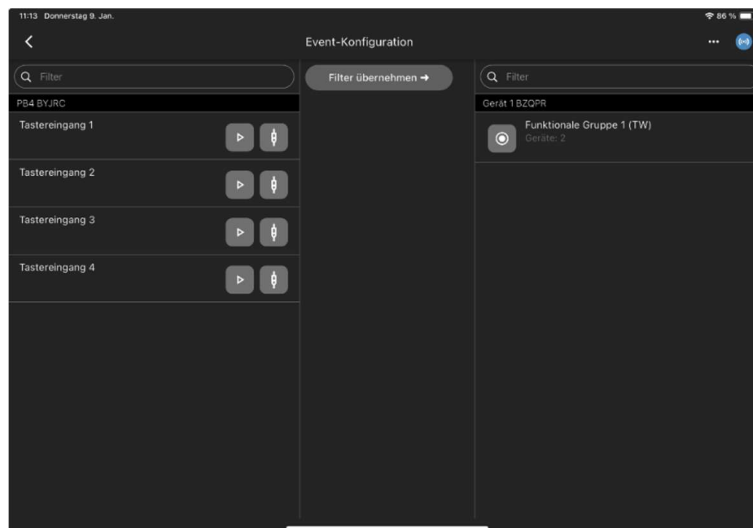 11:13 Donnerstag 9. Jan.
86 %
Event-Konfiguration
Filter
Filter übernehmen →
Filter
PB4 BYJRC
Gerät 1 BZQPR
Tastereingang 1
Funktionale Gruppe 1 (TW)
Geräte: 2
Tastereingang 2
Tastereingang 3
Tastereingang 4